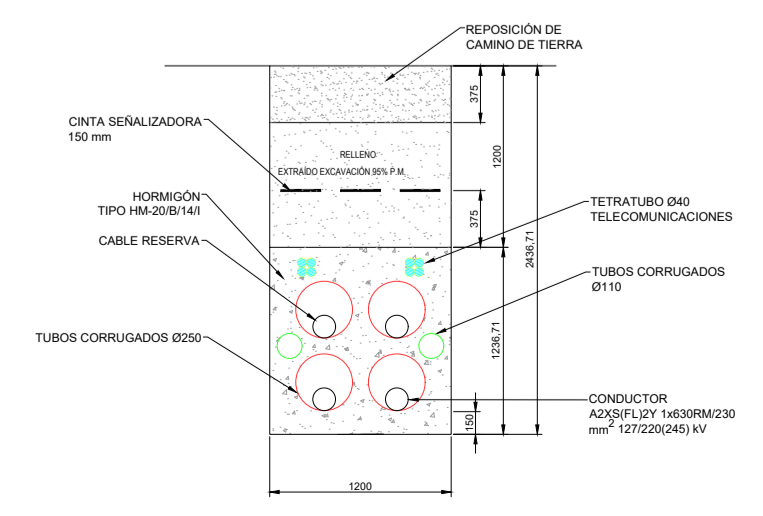 REPOSICIÓN DE
CAMINO DE TIERRA
375
CINTA SEÑALIZADORA
150 mm
1200
RELLENO
EXTRAÍDO EXCAVACIÓN 95% P.M.
HORMIGÓN
TIPO HM-20/B/14/I
375
TETRATUBO Ø40
TELECOMUNICACIONES
CABLE RESERVA
2436,71
TUBOS CORRUGADOS
Ø110
TUBOS CORRUGADOS Ø250
1236,71
CONDUCTOR
A2XS(FL)2Y 1x630RM/230
mm2 127/220(245) kV
150
1200